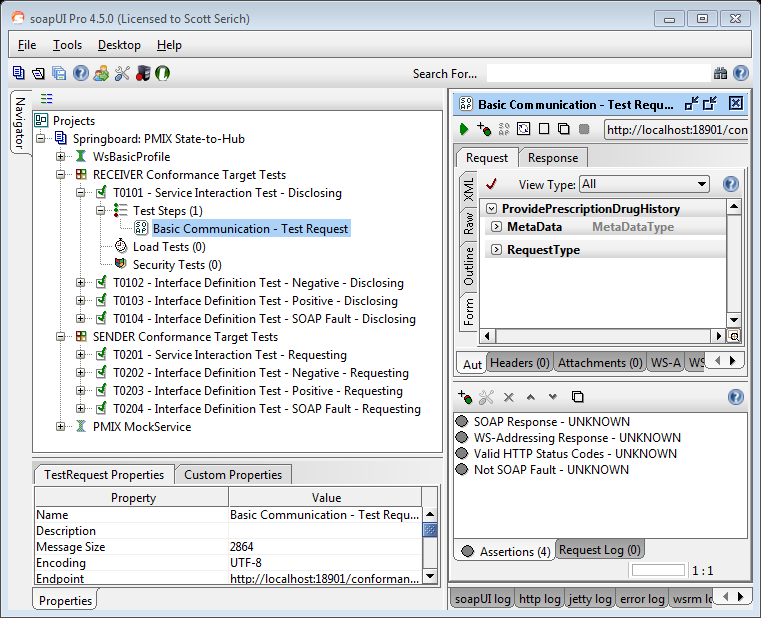 soapUI Pro 4.5.0 (Licensed to Scott Serich)
File Tools Desktop Help
Search For...
Navigator
Projects
Springboard: PMIX State-to-Hub
WsBasicProfile
RECEIVER Conformance Target Tests
T0101 - Service Interaction Test - Disclosing
Test Steps (1)
Basic Communication - Test Request
Load Tests (0)
Security Tests (0)
T0102 - Interface Definition Test - Negative - Disclosing
T0103 - Interface Definition Test - Positive - Disclosing
T0104 - Interface Definition Test - SOAP Fault - Disclosing
SENDER Conformance Target Tests
T0201 - Service Interaction Test - Requesting
T0202 - Interface Definition Test - Negative - Requesting
T0203 - Interface Definition Test - Positive - Requesting
T0204 - Interface Definition Test - SOAP Fault - Requesting
PMIX MockService
TestRequest Properties Custom Properties
Property Value
Name Basic Communication - Test Requ...
Description
Message Size 2864
Encoding UTF-8
Endpoint http://localhost:18901/conforman...
Properties
Basic Communication - Test Requ...
http://localhost:18901/con
Request Response
XML
Raw
Outline
Form
View Type: All
ProvidePrescriptionDrugHistory
MetaData MetaDataType
RequestType
Aut Headers (0) Attachments (0) WS-A WS
SOAP Response - UNKNOWN
WS-Addressing Response - UNKNOWN
Valid HTTP Status Codes - UNKNOWN
Not SOAP Fault - UNKNOWN
Assertions (4) Request Log (0)
1 : 1
soapUI log http log jetty log error log wsrm lo